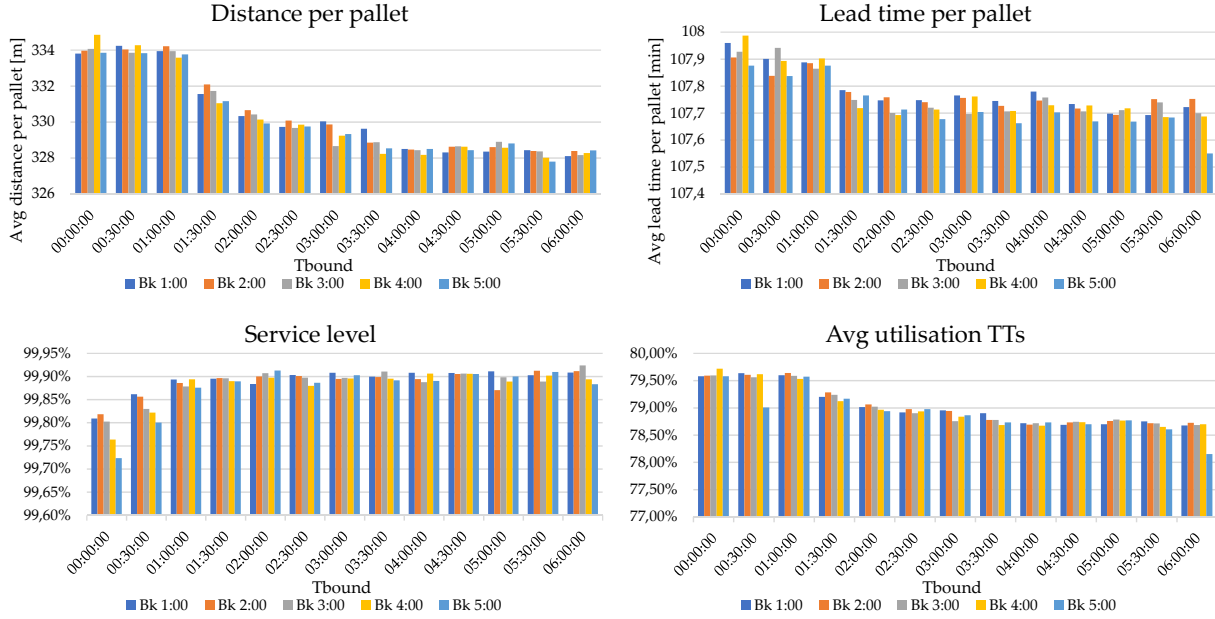 Distance per pallet
Avg distance per pallet [m]
334
332
330
328
326
00:00:00 00:30:00 01:00:00 01:30:00 02:00:00 02:30:00 03:00:00 03:30:00 04:00:00 04:30:00 05:00:00 05:30:00 06:00:00
Tbound
Bk 1:00 Bk 2:00 Bk 3:00 Bk 4:00 Bk 5:00
Lead time per pallet
Avg lead time per pallet [min]
108
107,9
107,8
107,7
107,6
107,5
107,4
00:00:00 00:30:00 01:00:00 01:30:00 02:00:00 02:30:00 03:00:00 03:30:00 04:00:00 04:30:00 05:00:00 05:30:00 06:00:00
Tbound
Bk 1:00 Bk 2:00 Bk 3:00 Bk 4:00 Bk 5:00
Service level
99,95%
99,90%
99,85%
99,80%
99,75%
99,70%
99,65%
99,60%
00:00:00 00:30:00 01:00:00 01:30:00 02:00:00 02:30:00 03:00:00 03:30:00 04:00:00 04:30:00 05:00:00 05:30:00 06:00:00
Tbound
Bk 1:00 Bk 2:00 Bk 3:00 Bk 4:00 Bk 5:00
Avg utilisation TTs
80,00%
79,50%
79,00%
78,50%
78,00%
77,50%
77,00%
00:00:00 00:30:00 01:00:00 01:30:00 02:00:00 02:30:00 03:00:00 03:30:00 04:00:00 04:30:00 05:00:00 05:30:00 06:00:00
Tbound
Bk 1:00 Bk 2:00 Bk 3:00 Bk 4:00 Bk 5:00